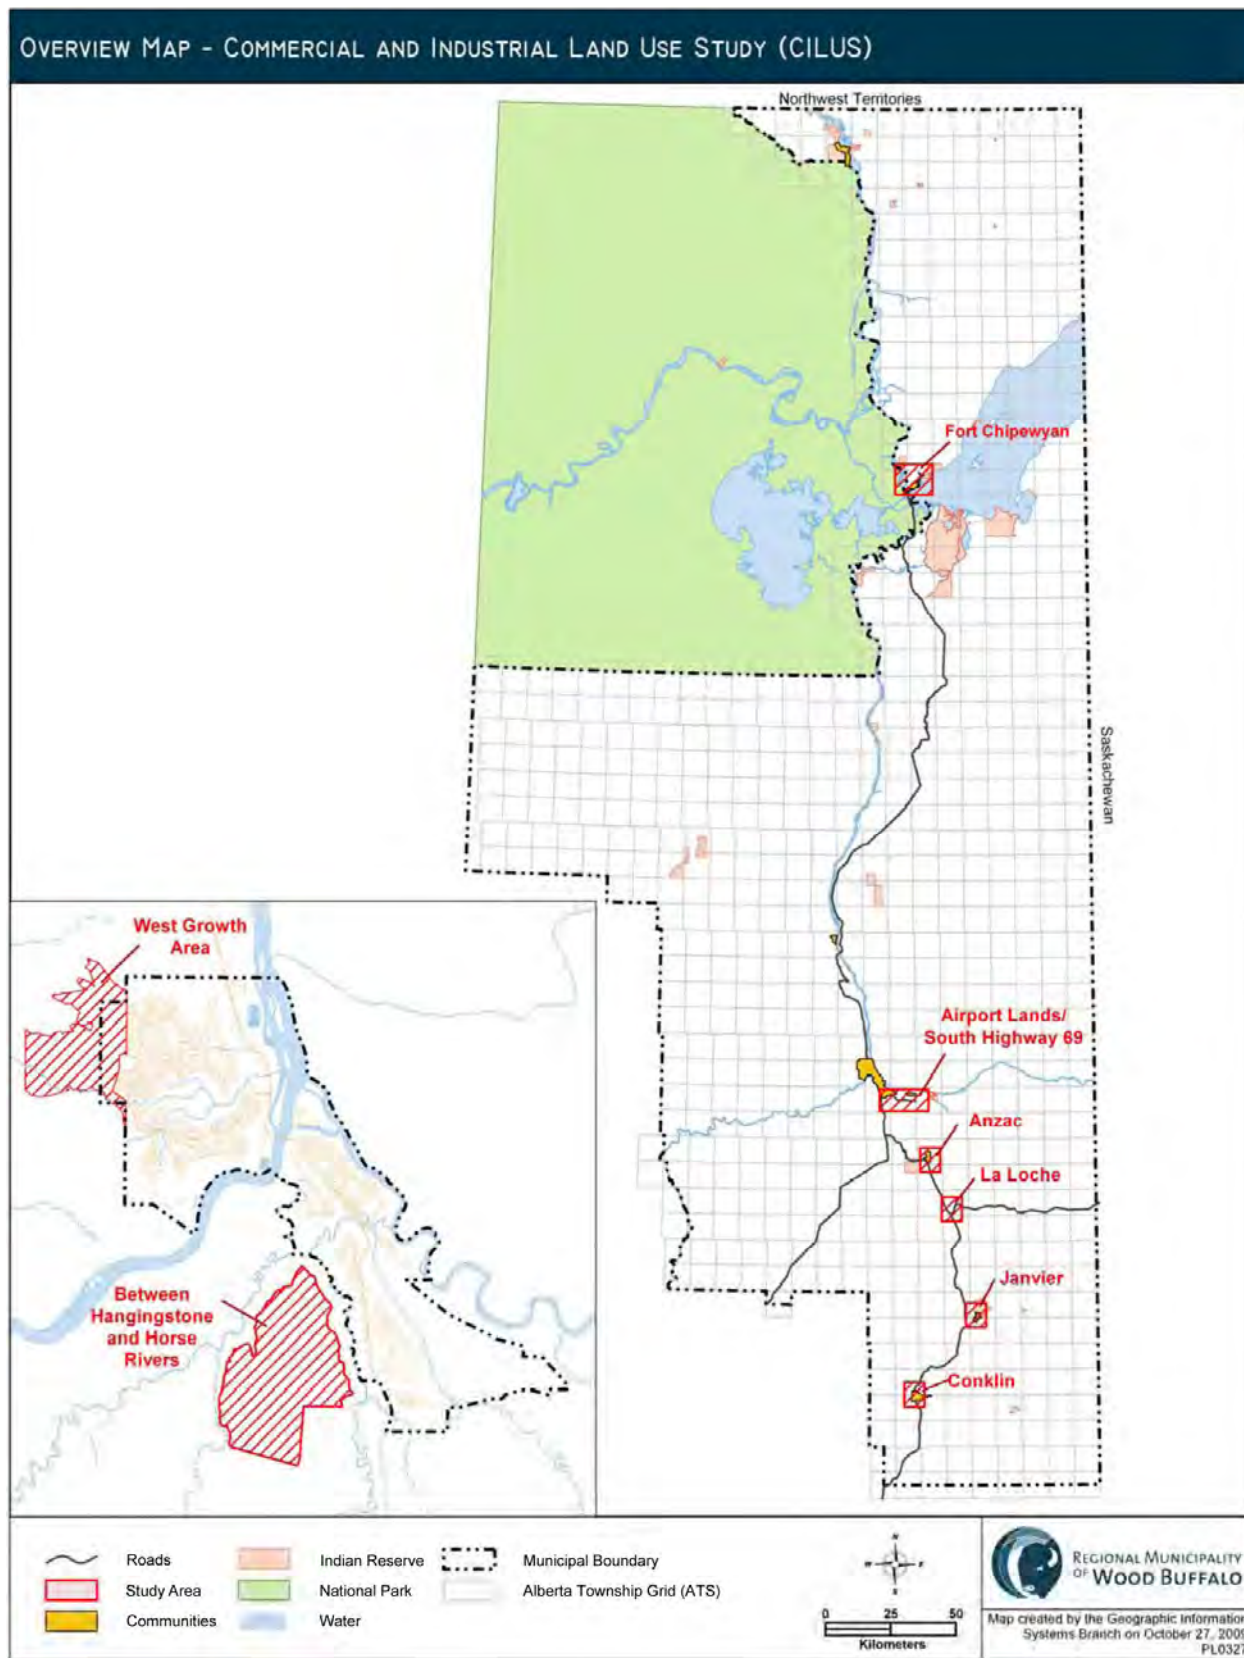 OVERVIEW MAP - COMMERCIAL AND INDUSTRIAL LAND USE STUDY (CILUS)
Northwest Territories
Fort Chipewyan
Saskachewan
West Growth
Area
Airport Lands/
South Highway 69
Anzac
La Loche
Janvier
Conklin
Between
Hangingstone
and Horse
Rivers
Roads
Study Area
Communities
Indian Reserve
National Park
Water
Municipal Boundary
Alberta Township Grid (ATS)
N
W
E
S
0 25 50
Kilometers
REGIONAL MUNICIPALITY
OF WOOD BUFFALO
Map created by the Geographic Information
Systems Branch on October 27, 2009
PL0327